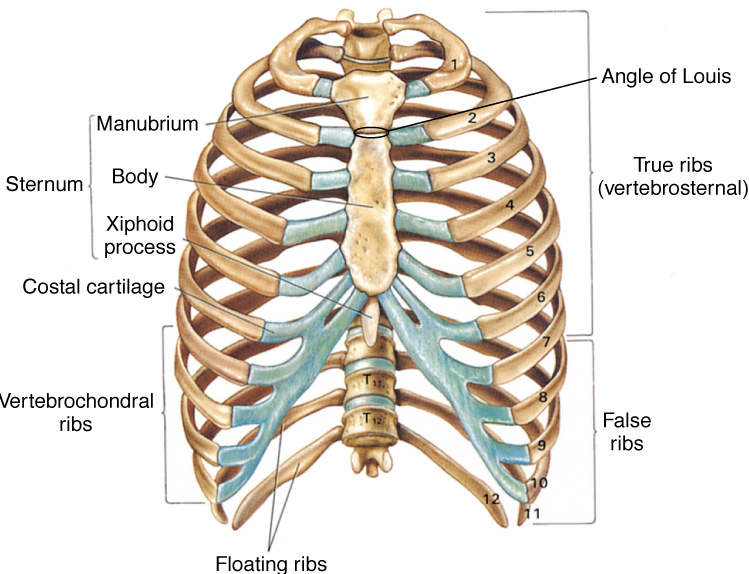 1
Angle of Louis
Manubrium
2
3
True ribs
(vertebrosternal)
Sternum
Body
4
Xiphoid
process
5
Costal cartilage
6
7
T12
8
Vertebrochondral
ribs
T12
False
ribs
9
10
12
11
Floating ribs